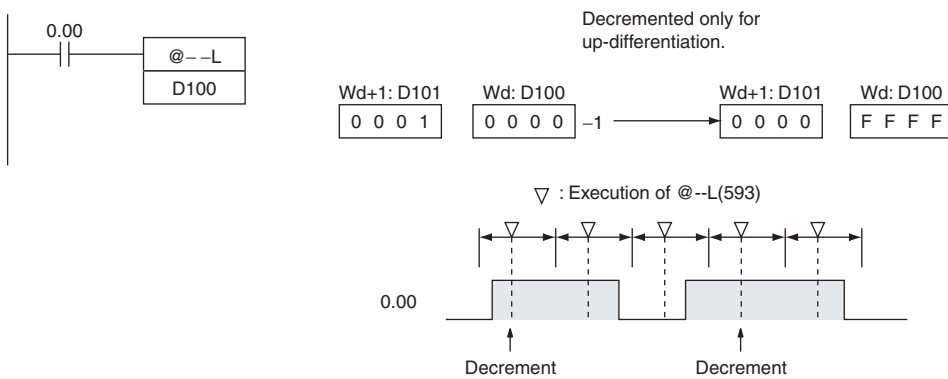 0.00
@– –L
D100
Decremented only for
up-differentiation.
Wd+1: D101 Wd: D100 Wd+1: D101 Wd: D100
0 0 0 1 0 0 0 0 –1 0 0 0 0 F F F F
▽ : Execution of @--L(593)
0.00
Decrement Decrement